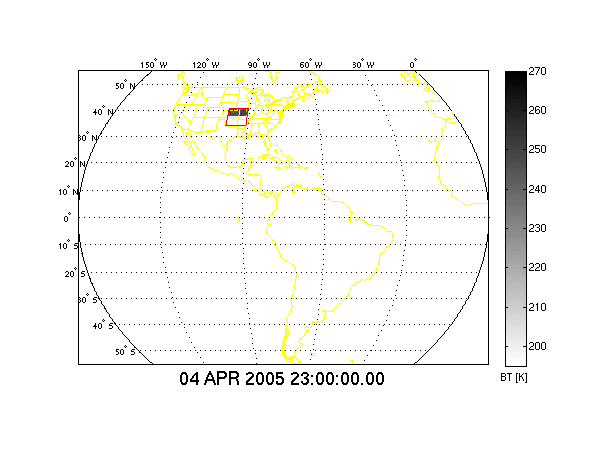 150° W 120° W 90° W 60° W 30° W 0°
50° N
40° N
30° N
20° N
10° N
0°
10° S
20° S
30° S
40° S
50° S
270
260
250
240
230
220
210
200
BT [K]
04 APR 2005 23:00:00.00